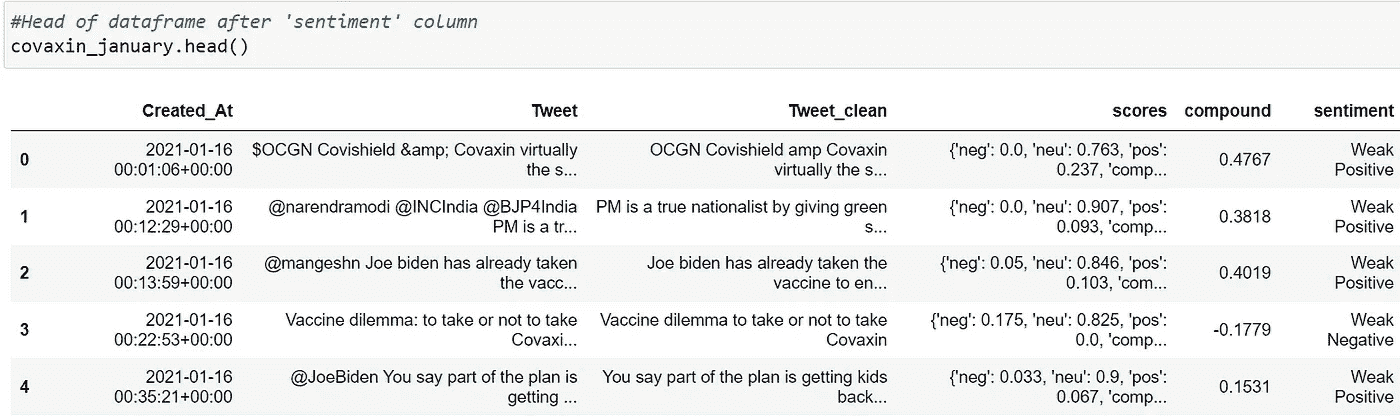 #Head of dataframe after 'sentiment' column
covaxin_january.head()
Created_At Tweet Tweet_clean scores compound sentiment
0 2021-01-16 00:01:06+00:00 $OCGN Covishield &amp; Covaxin virtually the s... OCGN Covishield amp Covaxin virtually the s... {'neg': 0.0, 'neu': 0.763, 'pos': 0.237, 'comp... 0.4767 Weak Positive
1 2021-01-16 00:12:29+00:00 @narendramodi @INCIndia @BJP4India PM is a tr... PM is a true nationalist by giving green s... {'neg': 0.0, 'neu': 0.907, 'pos': 0.093, 'comp... 0.3818 Weak Positive
2 2021-01-16 00:13:59+00:00 @mangeshn Joe biden has already taken the vacc... Joe biden has already taken the vaccine to en... {'neg': 0.05, 'neu': 0.846, 'pos': 0.103, 'com... 0.4019 Weak Positive
3 2021-01-16 00:22:53+00:00 Vaccine dilemma: to take or not to take Covaxi... Vaccine dilemma to take or not to take Covaxin {'neg': 0.175, 'neu': 0.825, 'pos': 0.0, 'comp... -0.1779 Weak Negative
4 2021-01-16 00:35:21+00:00 @JoeBiden You say part of the plan is getting ... You say part of the plan is getting kids back... {'neg': 0.033, 'neu': 0.9, 'pos': 0.067, 'comp... 0.1531 Weak Positive